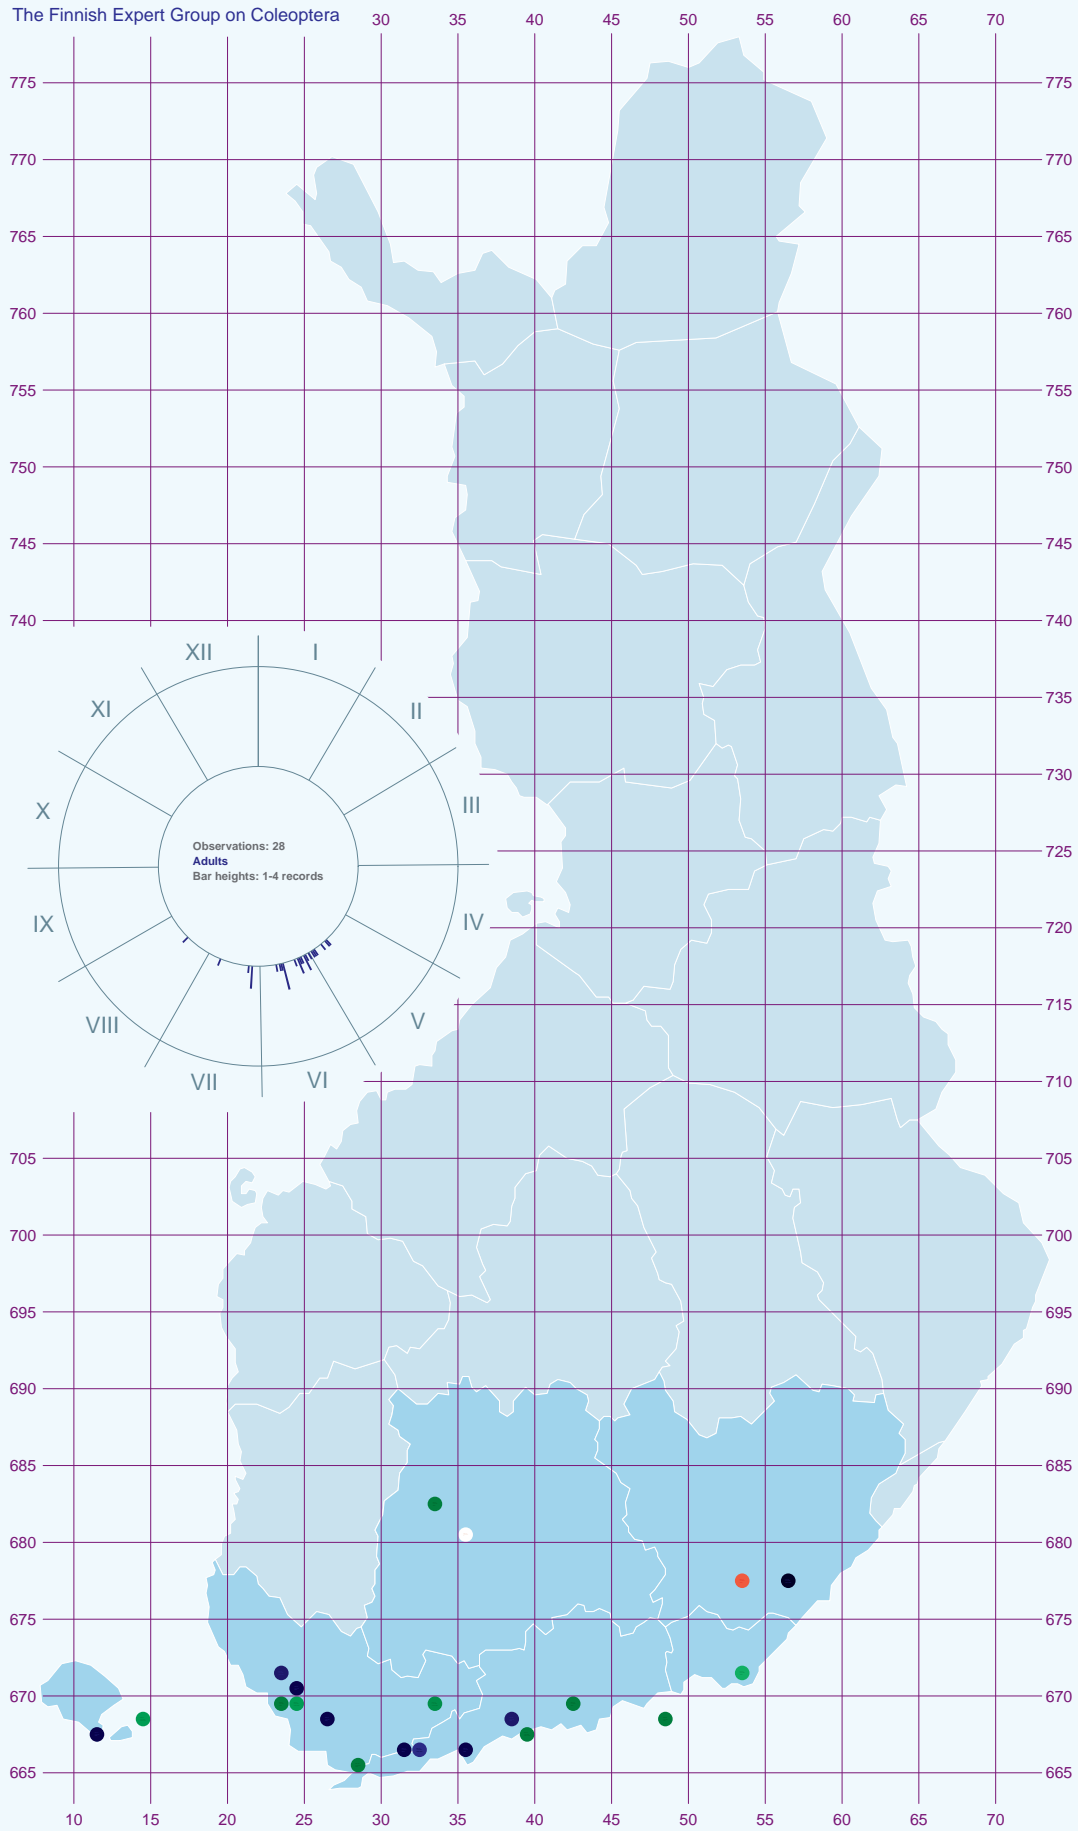 The Finnish Expert Group on Coleoptera
30 35 40 45 50 55 60 65 70
775 775
770 770
765 765
760 760
755 755
750 750
745 745
740 740
XII I
XI II
735
730
X III
Observations: 28
Adults
Bar heights: 1-4 records
725
IX IV
720
715
VIII V
VII VI
710
705 705
700 700
695 695
690 690
685 685
680 680
675 675
670 670
665 665
10 15 20 25 30 35 40 45 50 55 60 65 70